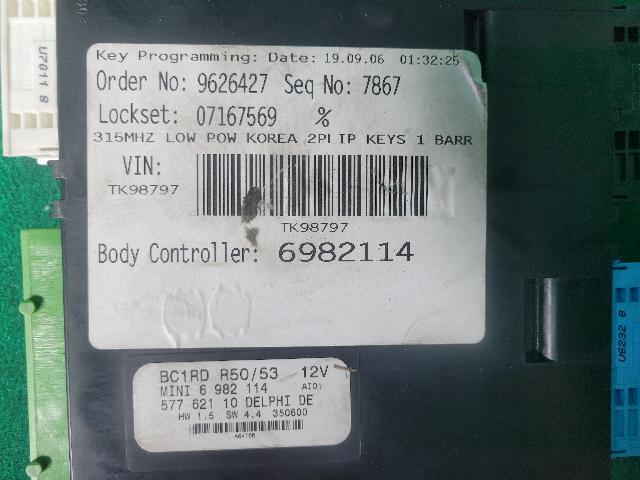 Key Programming: Date: 19.09.06 01:32:25
Order No: 9626427 Seq No: 7867
Lockset: 07167569 %
315MHZ LOW POW KOREA 2PLIP KEYS 1 BARR
VIN:
TK98797
TK98797
Body Controller: 6982114
BC1RD R50/53 12V
MINI 6 982 114 AI01
577 621 10 DELPHI DE
HW 1.5 SW 4.4 350600
U7011 8
U6232 8